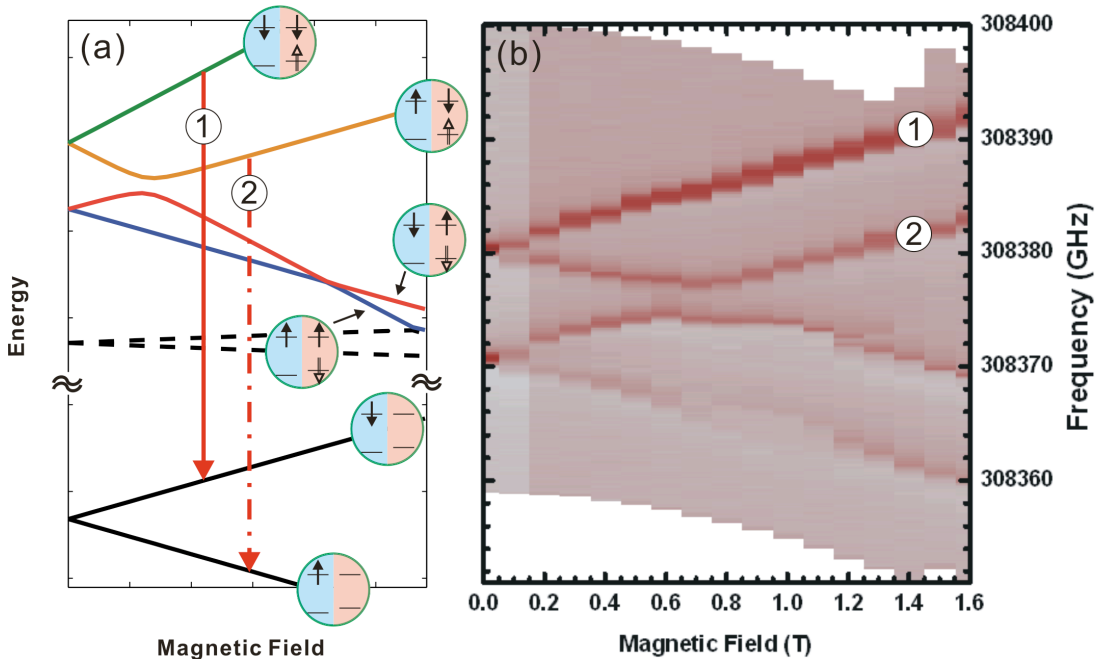 (a)
1
2
Energy
Magnetic Field
(b)
1
2
308400
308390
308380
308370
308360
Frequency (GHz)
0.0 0.2 0.4 0.6 0.8 1.0 1.2 1.4 1.6
Magnetic Field (T)